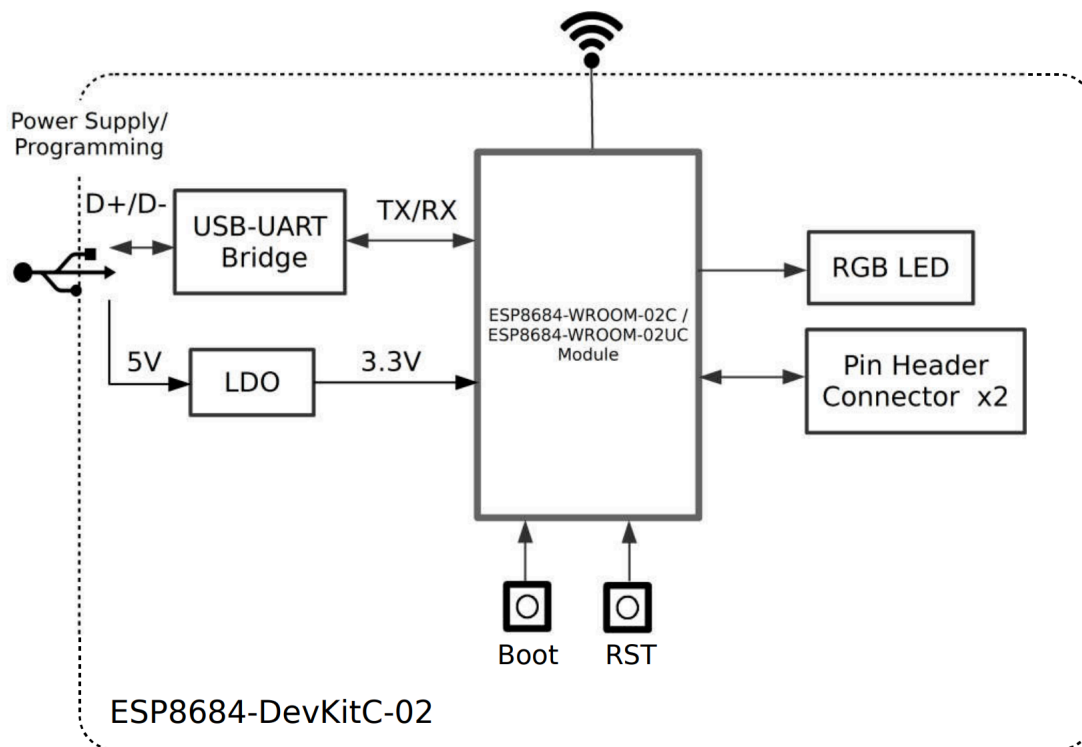 Power Supply/
Programming
D+/D-
USB-UART
Bridge
TX/RX
5V
LDO
3.3V
ESP8684-WROOM-02C /
ESP8684-WROOM-02UC
Module
RGB LED
Pin Header
Connector x2
Boot
RST
ESP8684-DevKitC-02